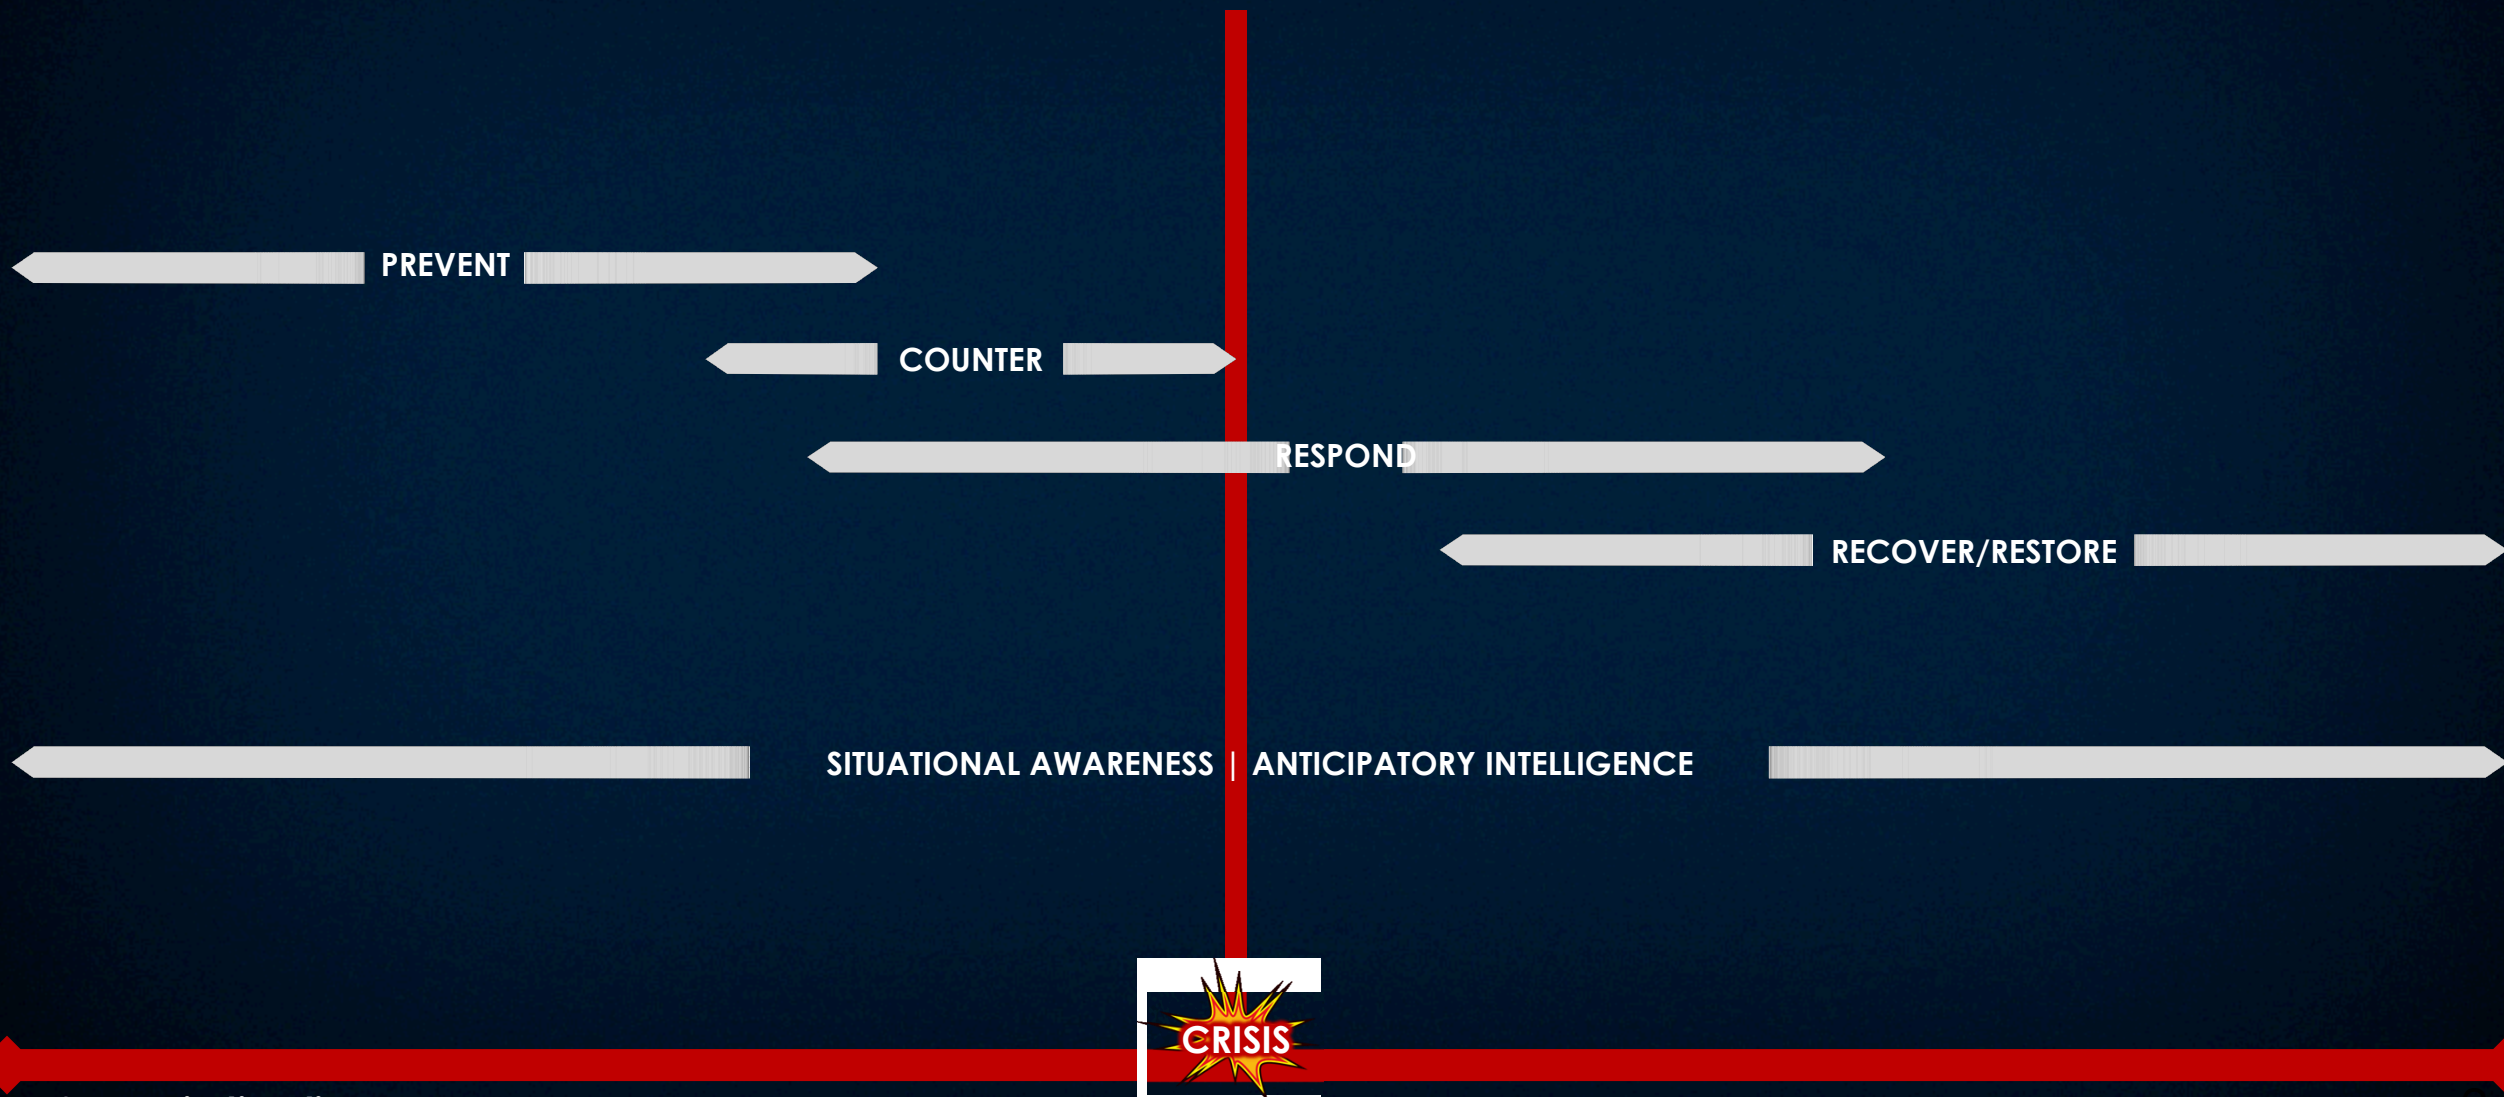 PREVENT
COUNTER
RESPOND
RECOVER/RESTORE
SITUATIONAL AWARENESS | ANTICIPATORY INTELLIGENCE
CRISIS